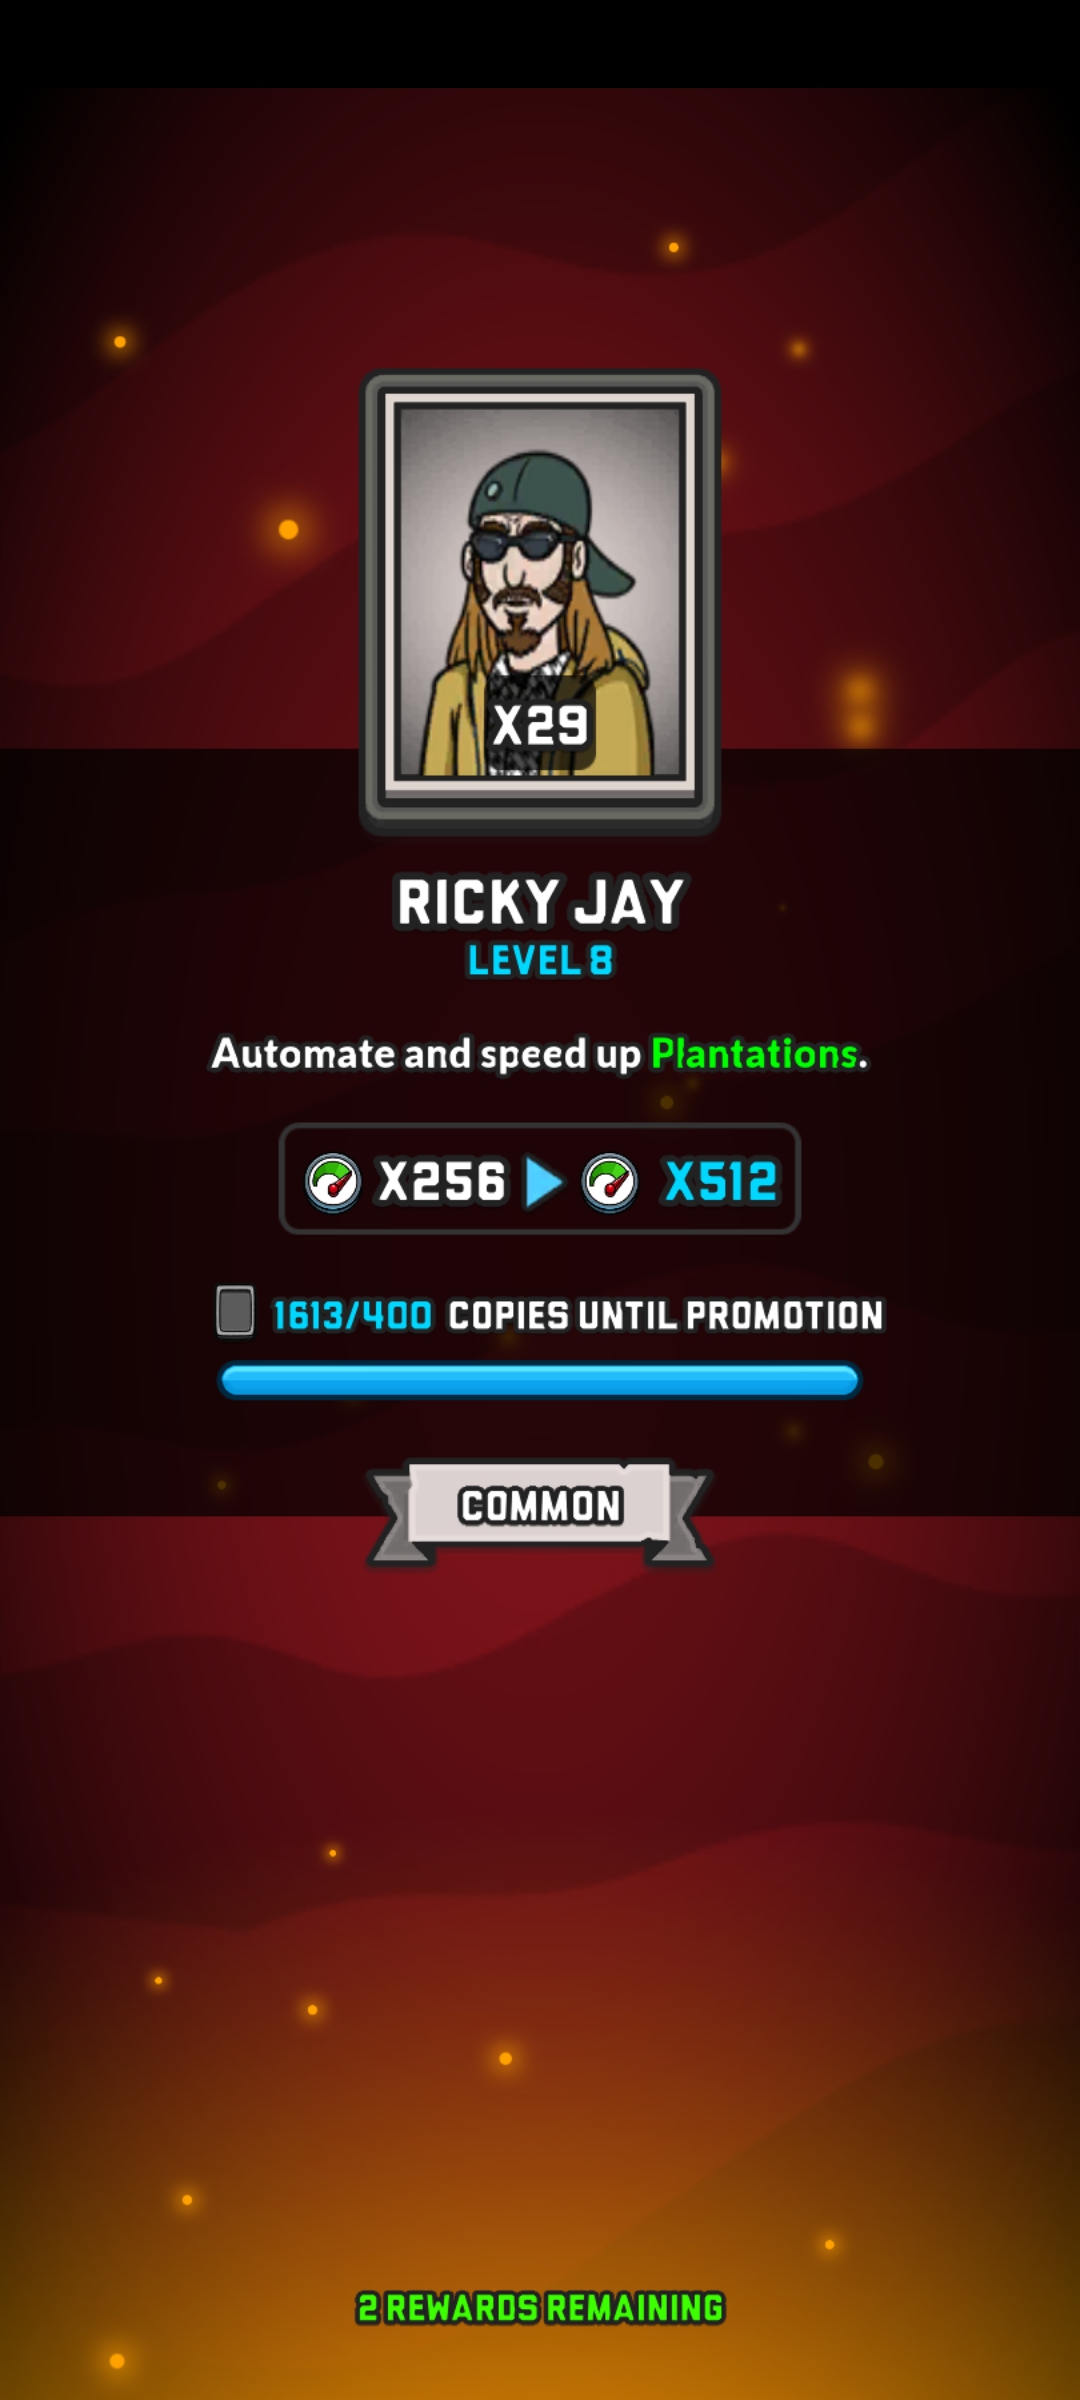 X29
RICKY JAY
LEVEL 8
Automate and speed up Plantations.
X256 X512
1613/400 COPIES UNTIL PROMOTION
COMMON
2 REWARDS REMAINING